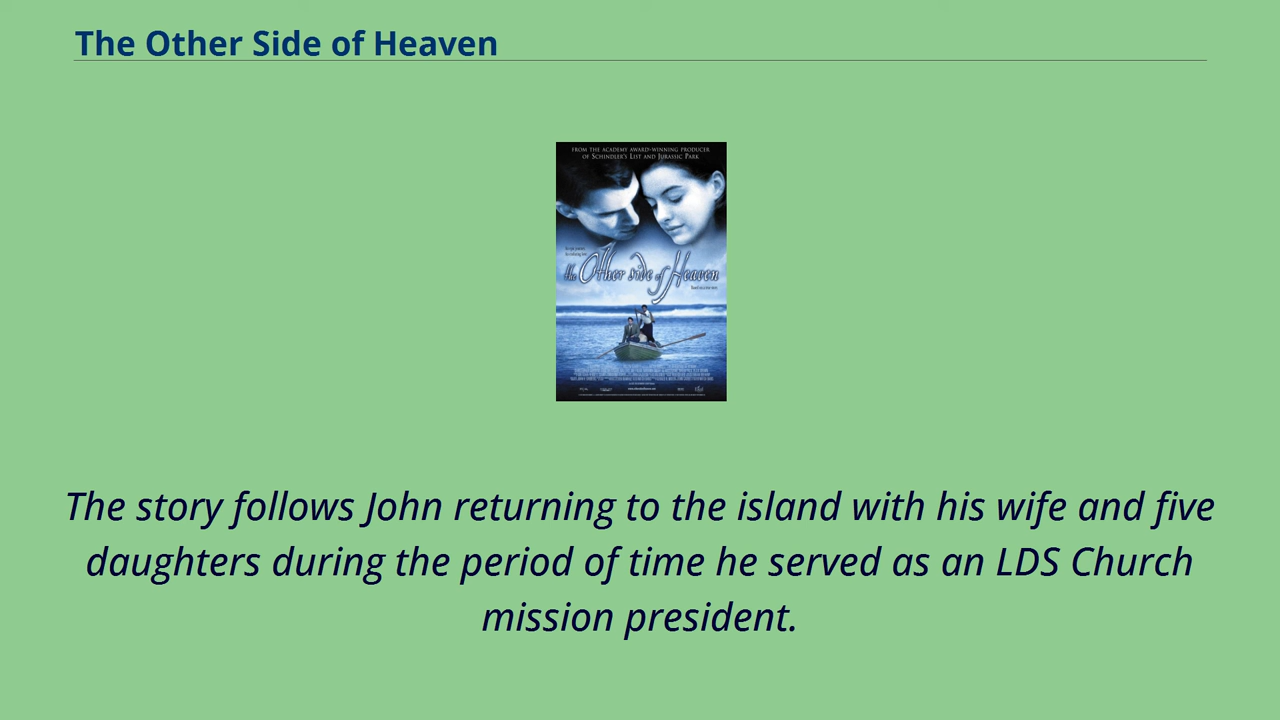 The Other Side of Heaven
FROM THE ACADEMY AWARD-WINNING PRODUCER
OF SCHINDLER'S LIST AND JURASSIC PARK
the Other side of Heaven
The story follows John returning to the island with his wife and five
daughters during the period of time he served as an LDS Church
mission president.